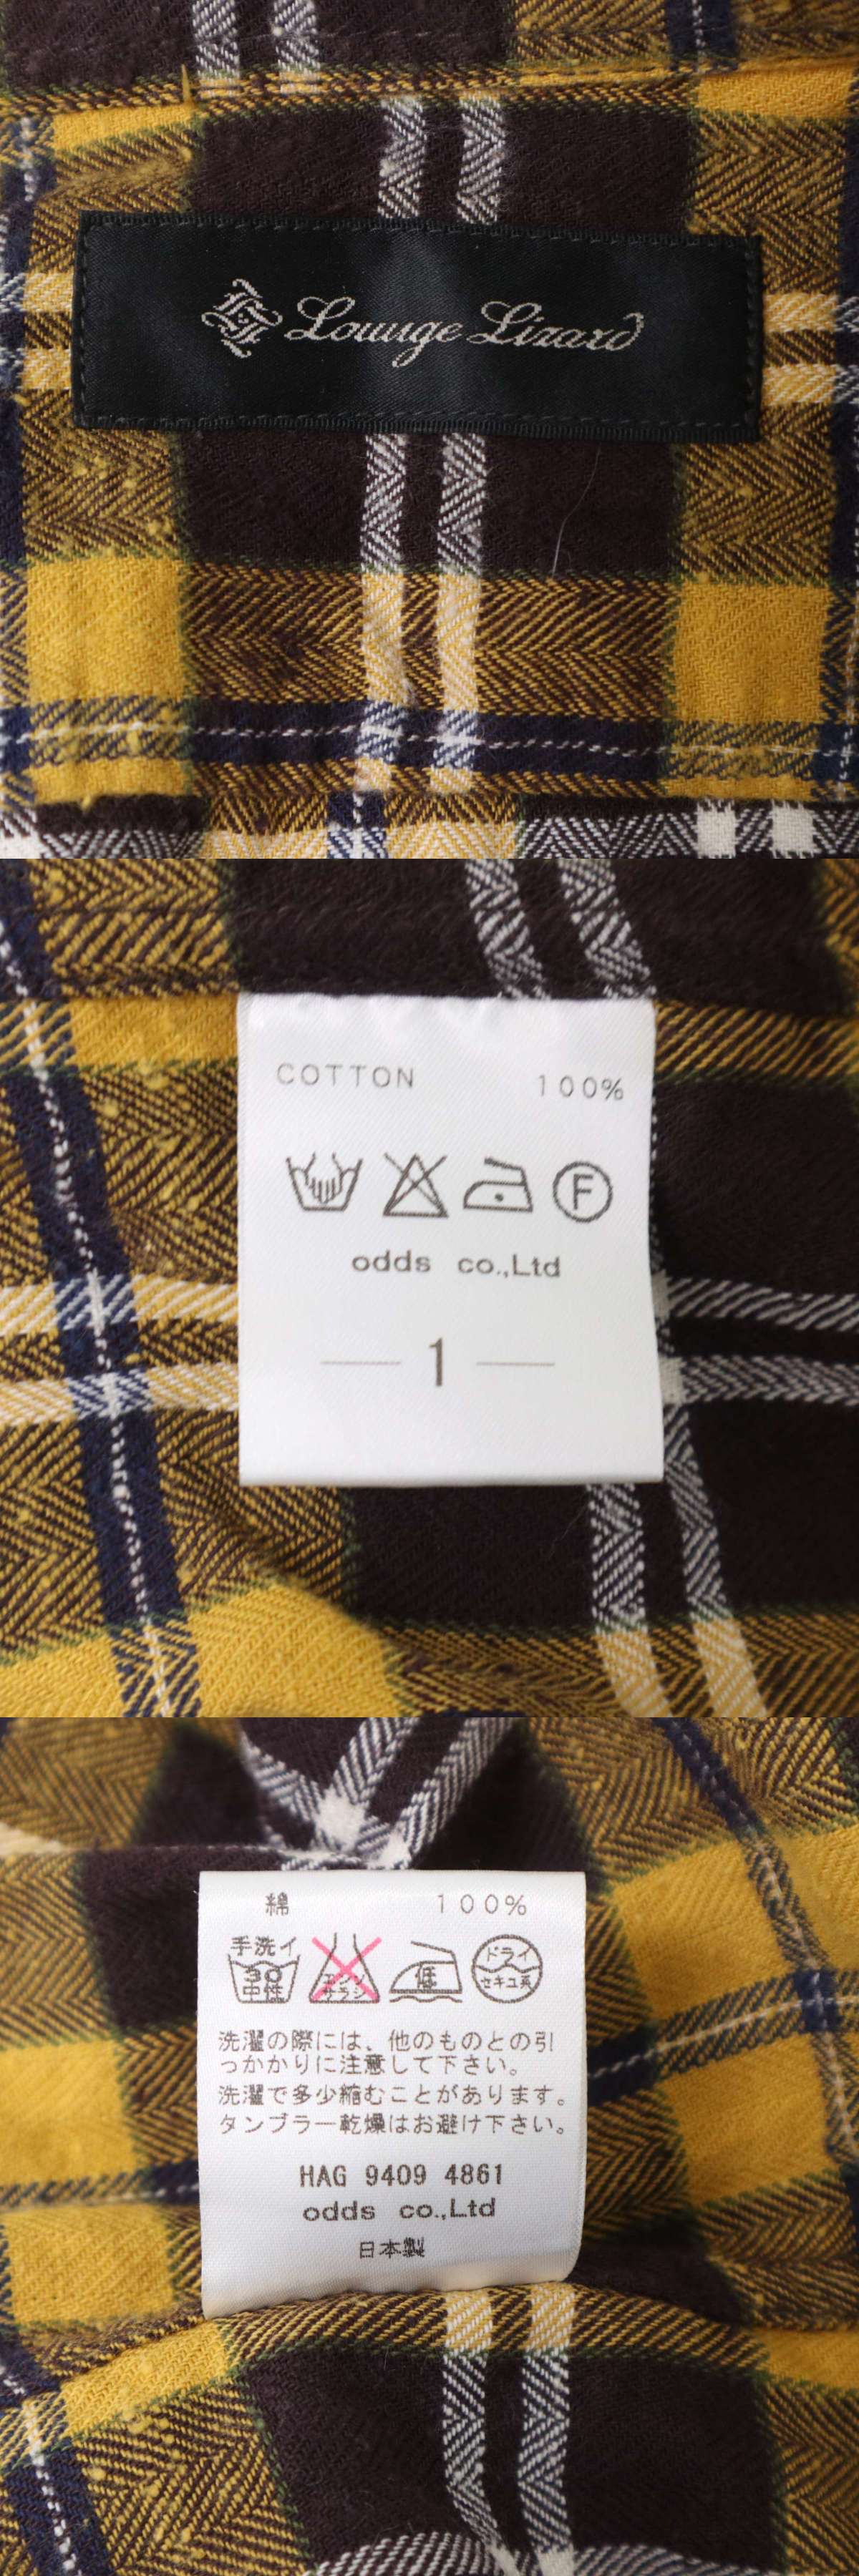 Lounge Lizard
COTTON 100%
F
odds co.,Ltd
1
綿 100%
手洗イ
30
中性
エンソ
サラシ
低
ドライ
セキユ系
洗濯の際には、他のものとの引
っかかりに注意して下さい。
洗濯で多少縮むことがあります。
タンブラー乾燥はお避け下さい。
HAG 9409 4861
odds co.,Ltd
日本製